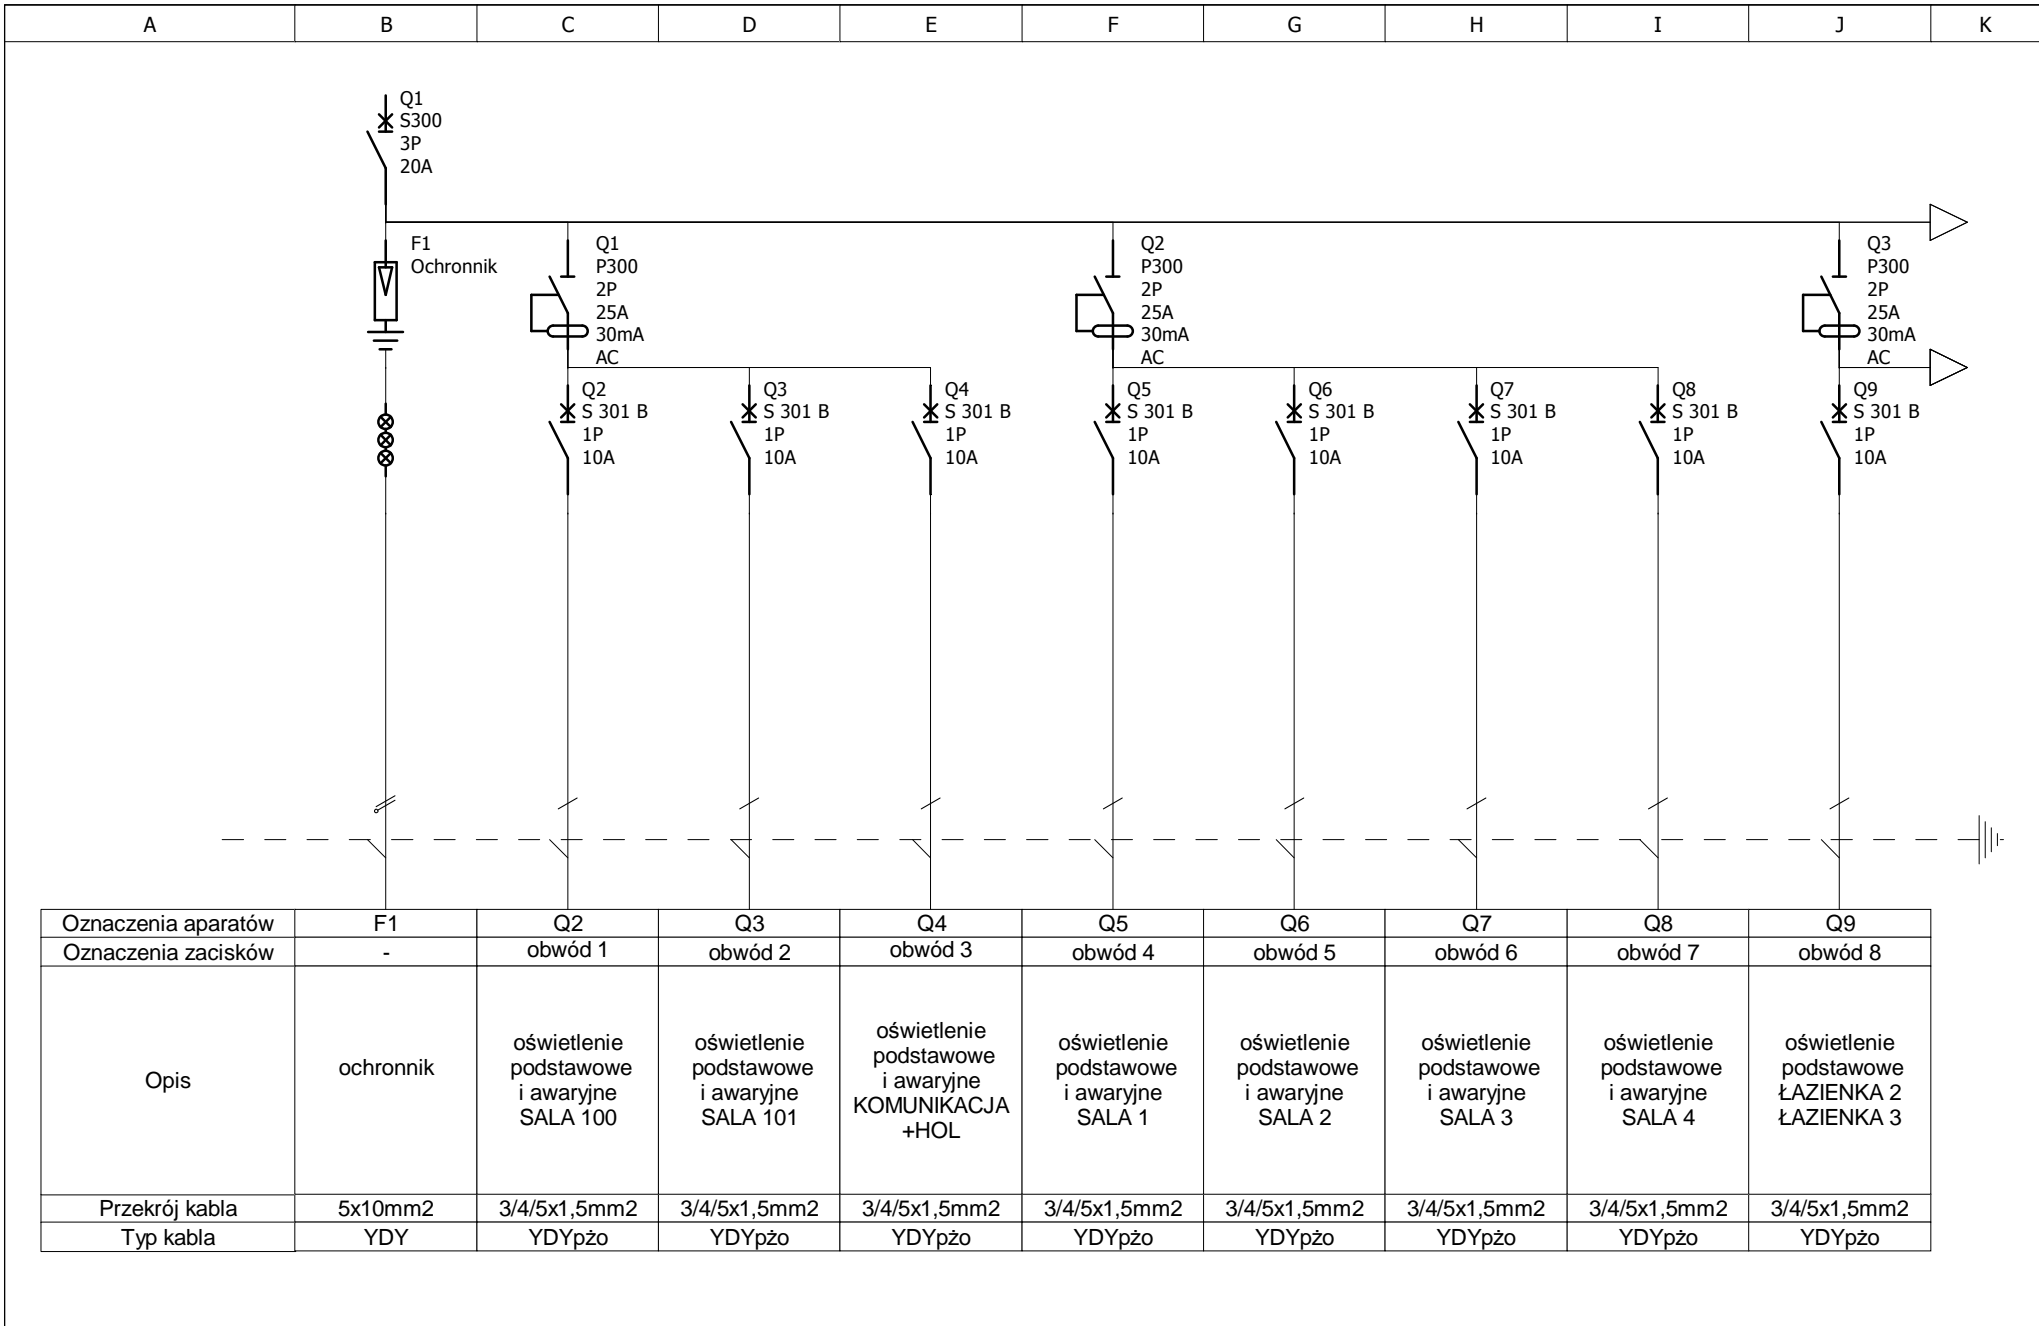 A B C D E F G H I J K
Q1
S300
3P
20A
F1
Ochronnik
Q1
P300
2P
25A
30mA
AC
Q2
P300
2P
25A
30mA
AC
Q3
P300
2P
25A
30mA
AC
Q2
S 301 B
1P
10A
Q3
S 301 B
1P
10A
Q4
S 301 B
1P
10A
Q5
S 301 B
1P
10A
Q6
S 301 B
1P
10A
Q7
S 301 B
1P
10A
Q8
S 301 B
1P
10A
Q9
S 301 B
1P
10A
Oznaczenia aparatów F1 Q2 Q3 Q4 Q5 Q6 Q7 Q8 Q9
Oznaczenia zacisków - obwód 1 obwód 2 obwód 3 obwód 4 obwód 5 obwód 6 obwód 7 obwód 8
Opis
ochronnik
oświetlenie
podstawowe
i awaryjne
SALA 100
oświetlenie
podstawowe
i awaryjne
SALA 101
oświetlenie
podstawowe
i awaryjne
KOMUNIKACJA
+HOL
oświetlenie
podstawowe
i awaryjne
SALA 1
oświetlenie
podstawowe
i awaryjne
SALA 2
oświetlenie
podstawowe
i awaryjne
SALA 3
oświetlenie
podstawowe
i awaryjne
SALA 4
oświetlenie
podstawowe
ŁAZIENKA 2
ŁAZIENKA 3
Przekrój kabla 5x10mm2 3/4/5x1,5mm2 3/4/5x1,5mm2 3/4/5x1,5mm2 3/4/5x1,5mm2 3/4/5x1,5mm2 3/4/5x1,5mm2 3/4/5x1,5mm2 3/4/5x1,5mm2
Typ kabla YDY YDYpżo YDYpżo YDYpżo YDYpżo YDYpżo YDYpżo YDYpżo YDYpżo